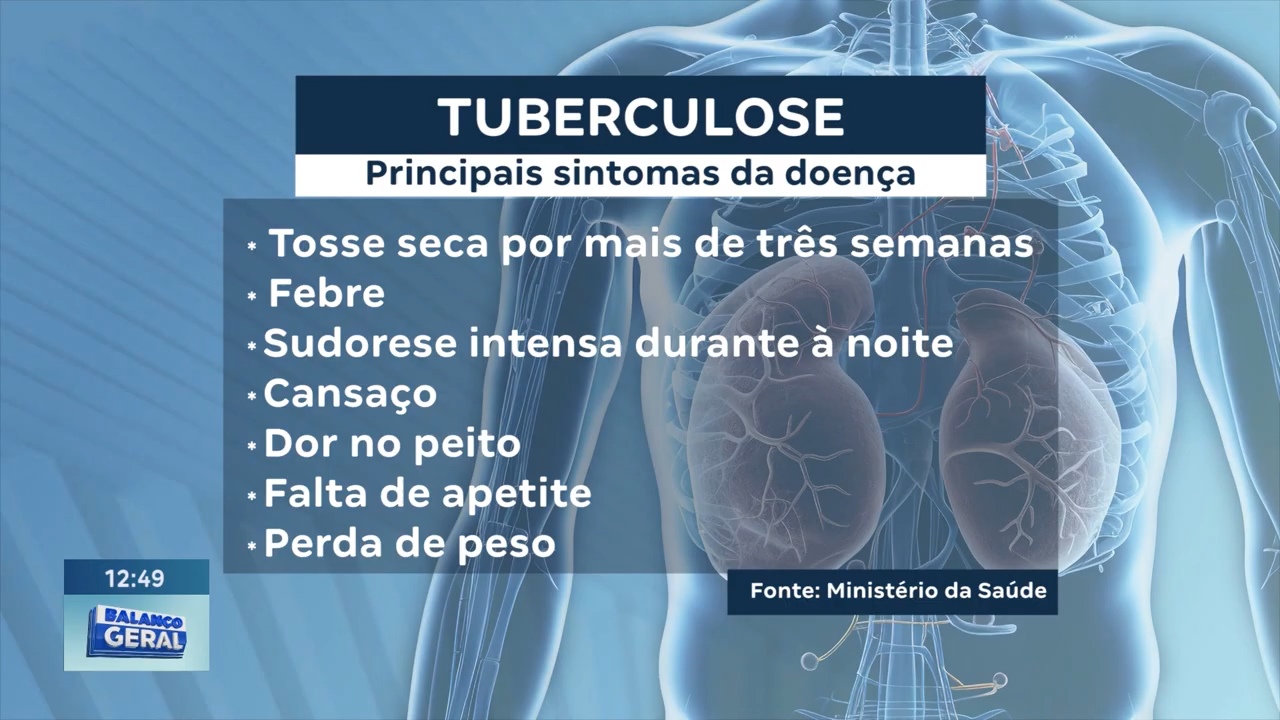 TUBERCULOSE
Principais sintomas da doença
* Tosse seca por mais de três semanas
* Febre
* Sudorese intensa durante à noite
* Cansaço
* Dor no peito
* Falta de apetite
* Perda de peso
Fonte: Ministério da Saúde
12:49
BALANÇO
GERAL